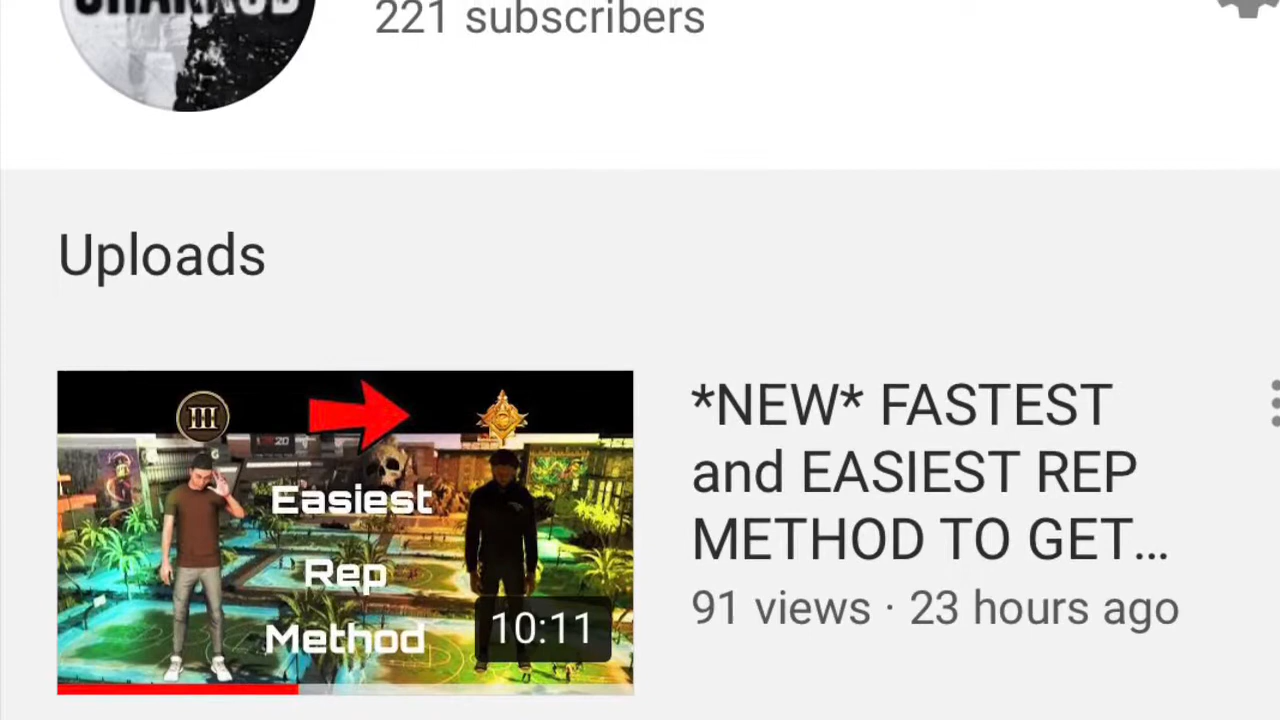 221 subscribers
Uploads
III
Easiest
Rep
Method
10:11
*NEW* FASTEST
and EASIEST REP
METHOD TO GET...
91 views · 23 hours ago